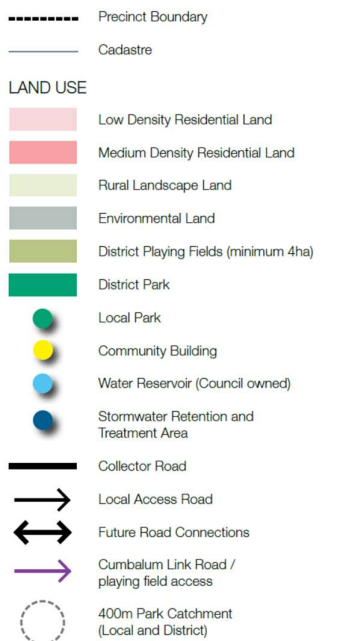 Precinct Boundary
Cadastre
LAND USE
Low Density Residential Land
Medium Density Residential Land
Rural Landscape Land
Environmental Land
District Playing Fields (minimum 4ha)
District Park
Local Park
Community Building
Water Reservoir (Council owned)
Stormwater Retention and
Treatment Area
Collector Road
Local Access Road
Future Road Connections
Cumbalum Link Road /
playing field access
400m Park Catchment
(Local and District)